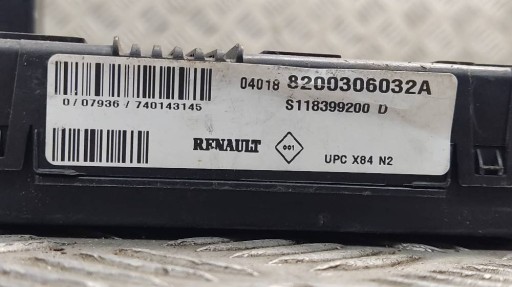 04018 8200306032A
0/07936/740143145
S118399200 D
RENAULT
001
UPC X84 N2